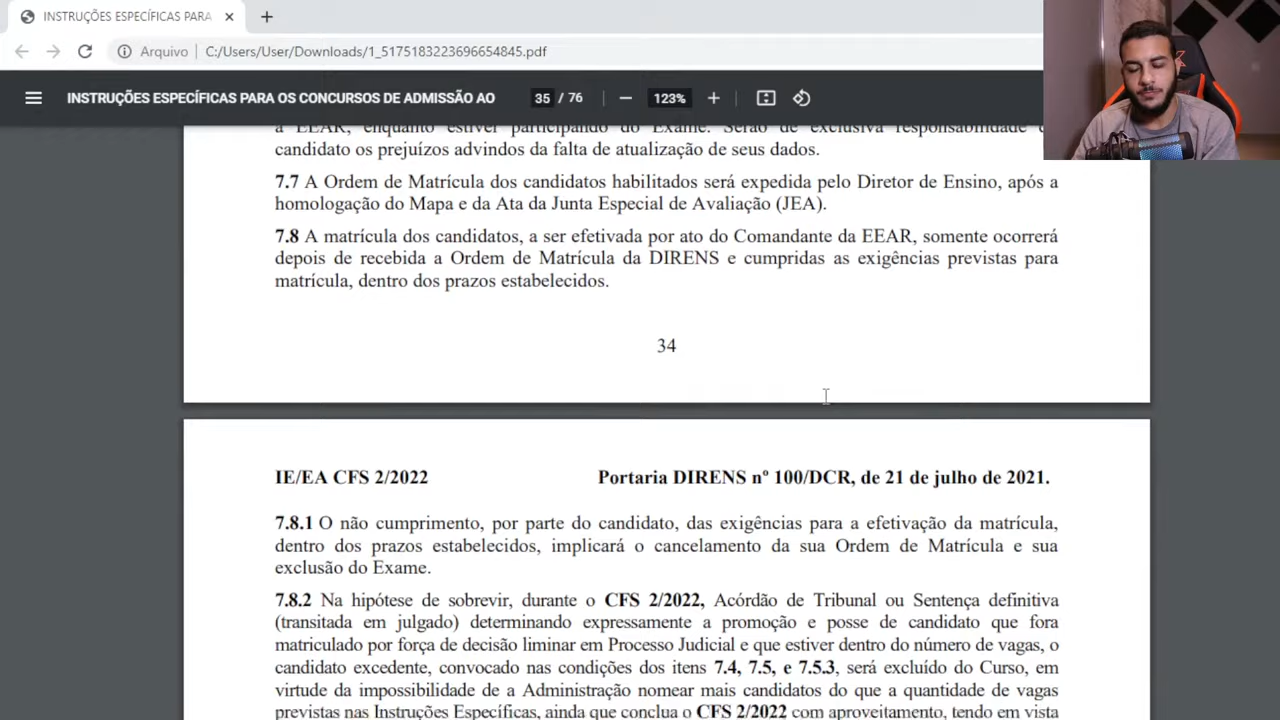 INSTRUÇÕES ESPECÍFICAS PARA
Arquivo
C:/Users/User/Downloads/1_5175183223696654845.pdf
INSTRUÇÕES ESPECÍFICAS PARA OS CONCURSOS DE ADMISSÃO AO
35 / 76
123%
a EEAR, enquanto estiver participando do Exame. Serão de exclusiva responsabilidade
candidato os prejuízos advindos da falta de atualização de seus dados.
7.7 A Ordem de Matrícula dos candidatos habilitados será expedida pelo Diretor de Ensino, após a
homologação do Mapa e da Ata da Junta Especial de Avaliação (JEA).
7.8 A matrícula dos candidatos, a ser efetivada por ato do Comandante da EEAR, somente ocorrerá
depois de recebida a Ordem de Matrícula da DIRENS e cumpridas as exigências previstas para
matrícula, dentro dos prazos estabelecidos.
34
IE/EA CFS 2/2022
Portaria DIRENS nº 100/DCR, de 21 de julho de 2021.
7.8.1 O não cumprimento, por parte do candidato, das exigências para a efetivação da matrícula,
dentro dos prazos estabelecidos, implicará o cancelamento da sua Ordem de Matrícula e sua
exclusão do Exame.
7.8.2 Na hipótese de sobrevir, durante o CFS 2/2022, Acórdão de Tribunal ou Sentença definitiva
(transitada em julgado) determinando expressamente a promoção e posse de candidato que fora
matriculado por força de decisão liminar em Processo Judicial e que estiver dentro do número de vagas, o
candidato excedente, convocado nas condições dos itens 7.4, 7.5, e 7.5.3, será excluído do Curso, em
virtude da impossibilidade de a Administração nomear mais candidatos do que a quantidade de vagas
previstas nas Instruções Específicas, ainda que conclua o CFS 2/2022 com aproveitamento, tendo em vista